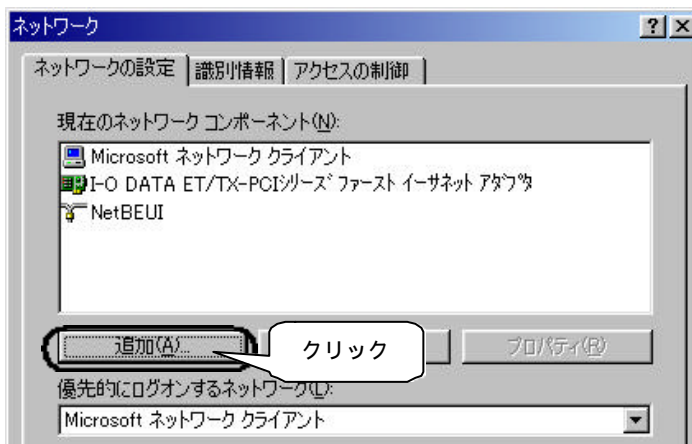 ネットワーク
ネットワークの設定 識別情報 アクセスの制御
現在のネットワーク コンポーネント(N):
Microsoft ネットワーク クライアント
I-O DATA ET/TX-PCIシリーズ ファースト イーサネット アダプタ
NetBEUI
追加(A)... クリック プロパティ(R)
優先的にログオンするネットワーク(L):
Microsoft ネットワーク クライアント